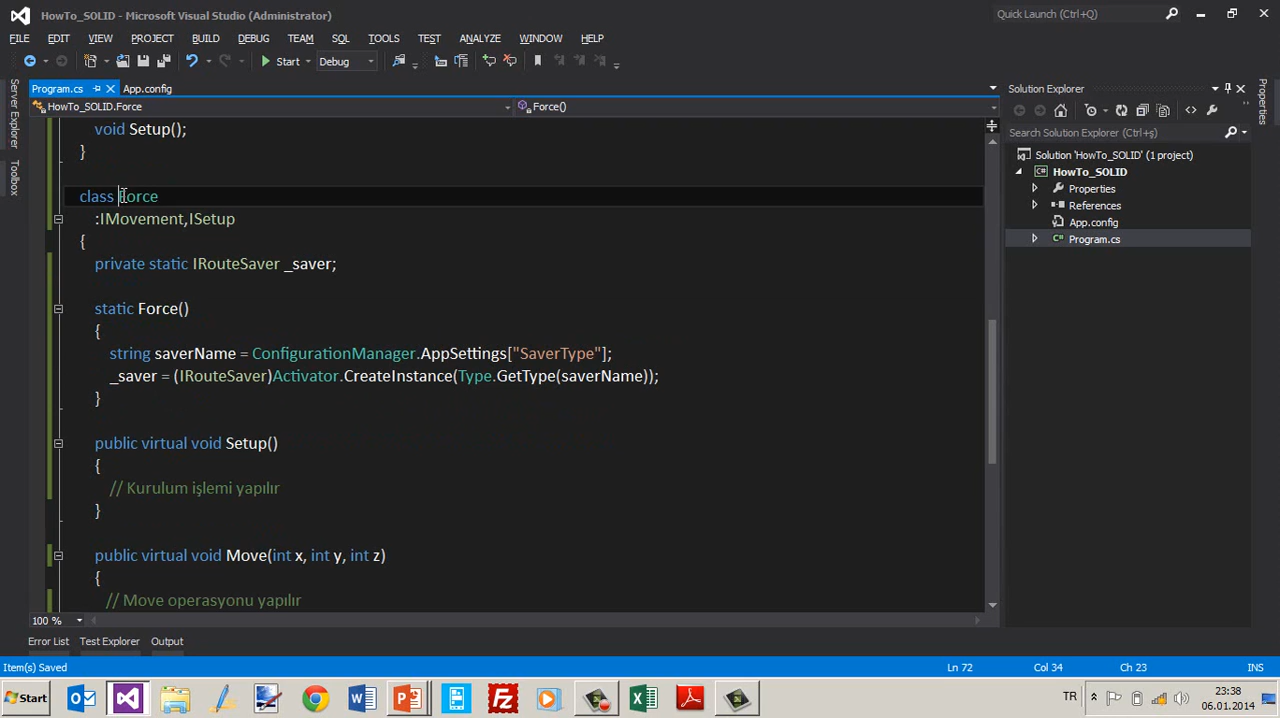 HowTo_SOLID - Microsoft Visual Studio (Administrator)
Quick Launch (Ctrl+Q)
FILE EDIT VIEW PROJECT BUILD DEBUG TEAM SQL TOOLS TEST ANALYZE WINDOW HELP
Start Debug
Program.cs App.config
HowTo_SOLID.Force Force()
void Setup();
}
class Force
:IMovement,ISetup
{
private static IRouteSaver _saver;
static Force()
{
string saverName = ConfigurationManager.AppSettings["SaverType"];
_saver = (IRouteSaver)Activator.CreateInstance(Type.GetType(saverName));
}
public virtual void Setup()
{
// Kurulum işlemi yapılır
}
public virtual void Move(int x, int y, int z)
{
// Move operasyonu yapılır
100 %
Server Explorer
Toolbox
Solution Explorer
Search Solution Explorer (Ctrl+ş)
Solution 'HowTo_SOLID' (1 project)
HowTo_SOLID
Properties
References
App.config
Program.cs
Properties
Error List Test Explorer Output
Item(s) Saved Ln 72 Col 34 Ch 23 INS
Start TR 23:38
06.01.2014